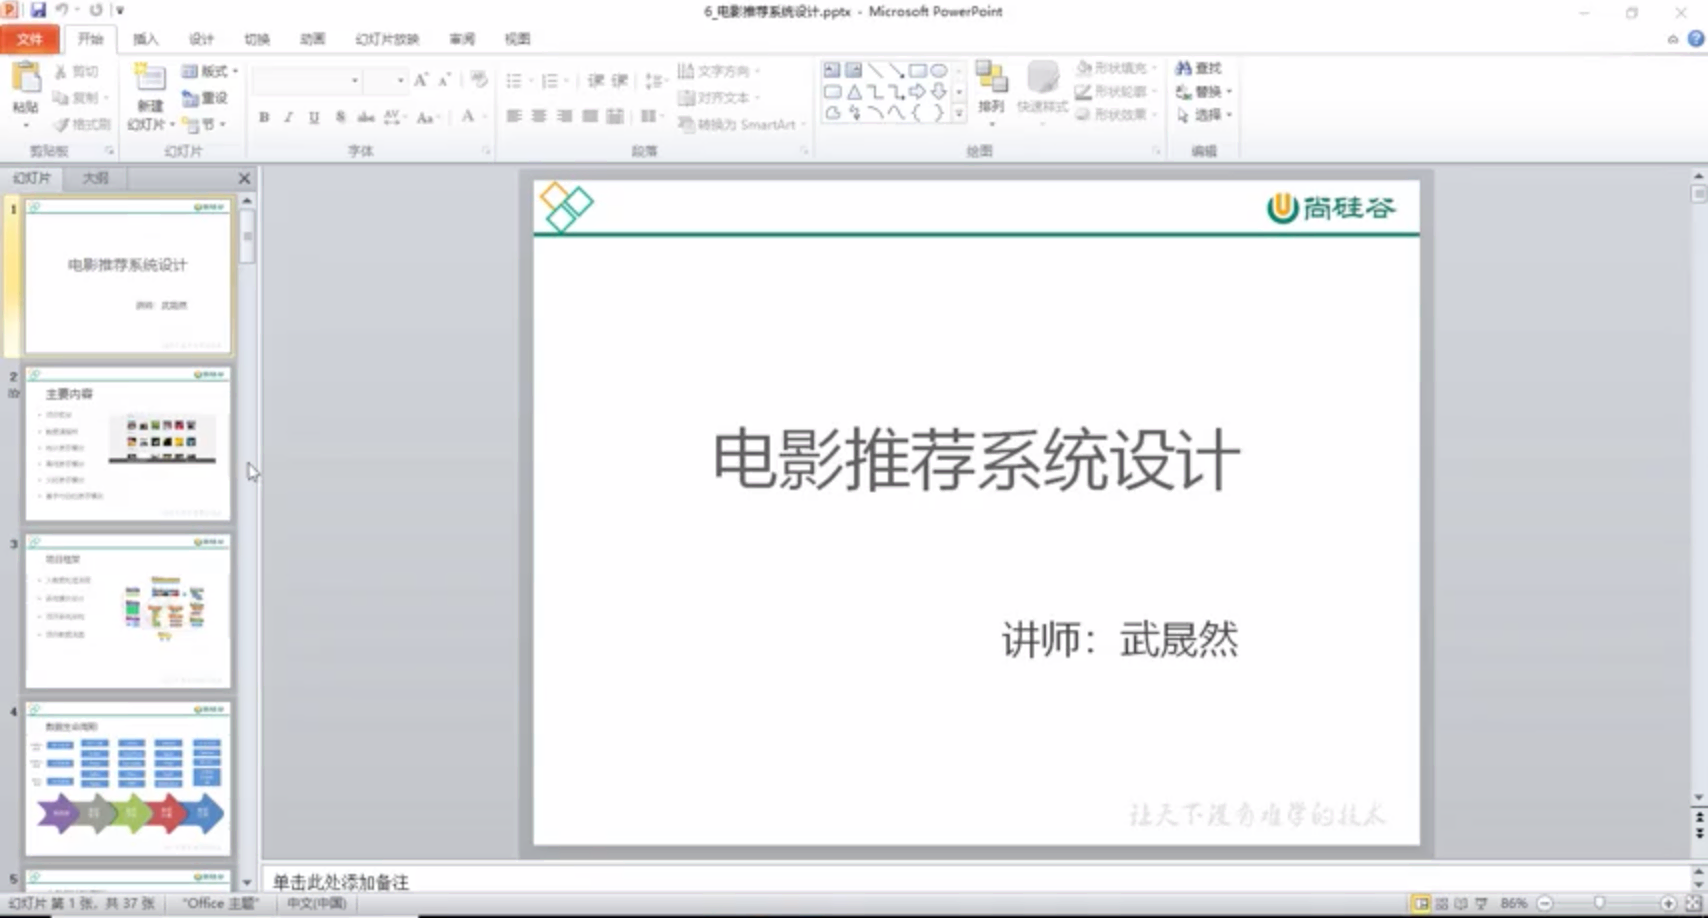 6_电影推荐系统设计.pptx - Microsoft PowerPoint
文件 开始 插入 设计 切换 动画 幻灯片放映 审阅 视图
粘贴 剪切 复制 格式刷 剪贴板
新建 幻灯片 版式 重设 节 幻灯片
B I U S abc AV Aa A 字体
文字方向 对齐文本 转换为 SmartArt 段落
排列 快速样式 形状填充 形状轮廓 形状效果 绘图
查找 替换 选择 编辑
幻灯片 大纲
1
电影推荐系统设计
讲师：武晟然
2
主要内容
3
项目框架
4
数据生命周期
5
尚硅谷
电影推荐系统设计
讲师：武晟然
让天下没有难学的技术
单击此处添加备注
幻灯片 第 1 张，共 37 张 "Office 主题" 中文(中国) 86%